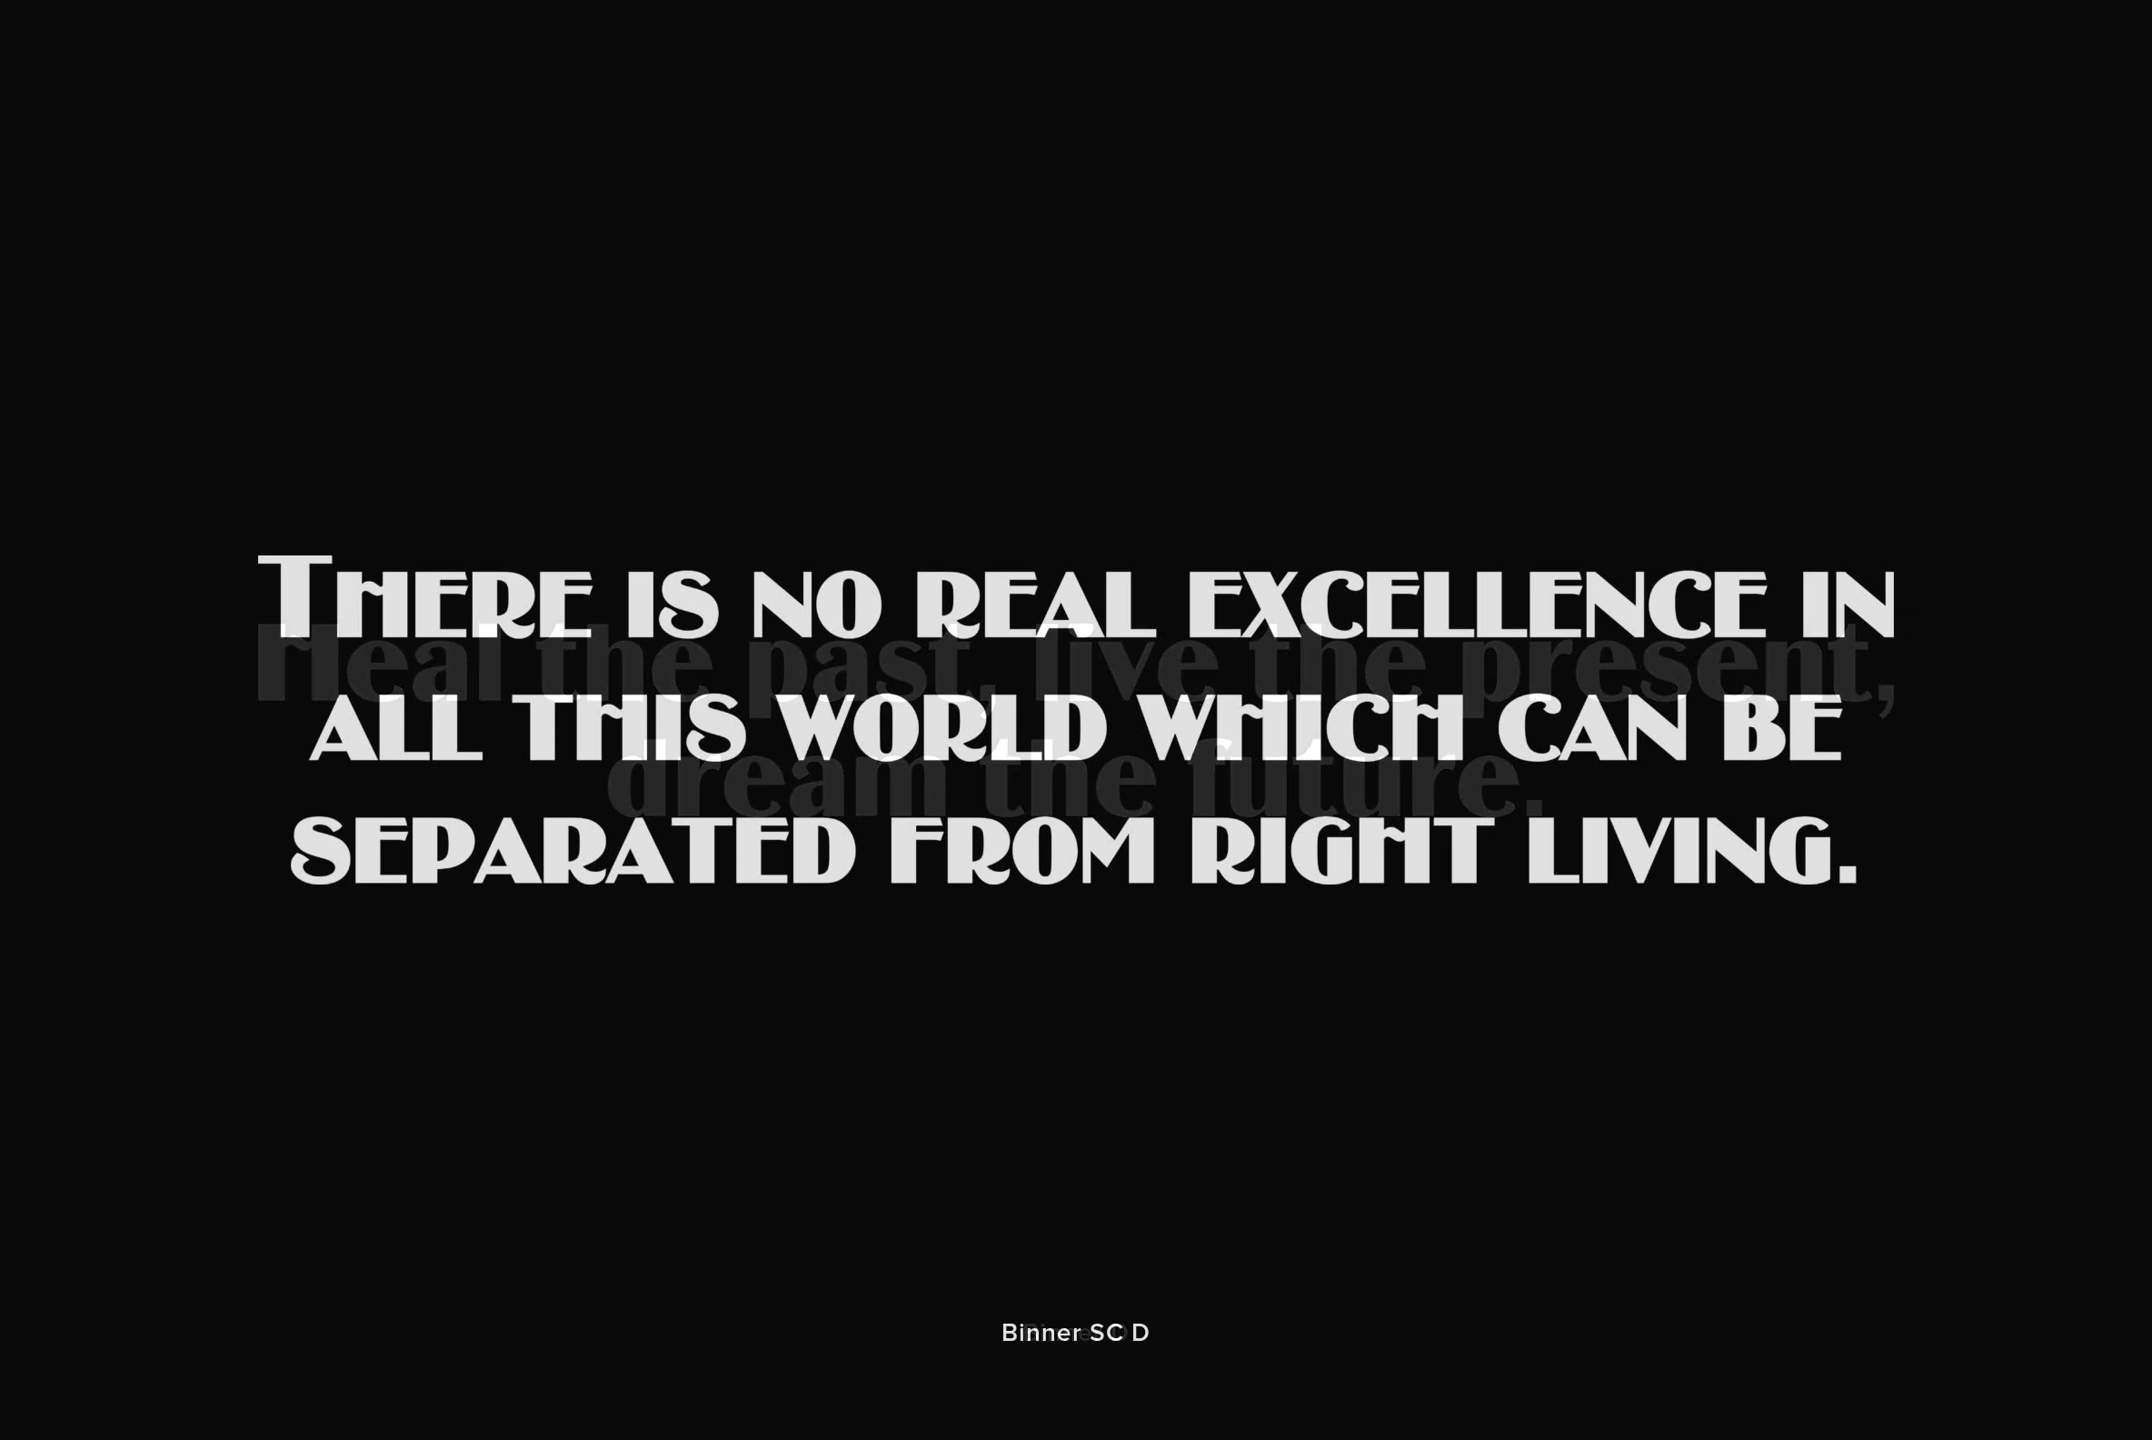 There is no real excellence in
Heal the past, live the present,
all this world which can be
dream the future.
separated from right living.
Binner SC D